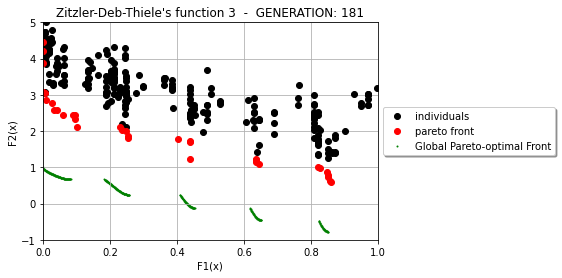 Zitzler-Deb-Thiele's function 3 - GENERATION: 181
5
4
3
2
1
0
−1
F2(x)
0.0 0.2 0.4 0.6 0.8 1.0
F1(x)
individuals
pareto front
Global Pareto-optimal Front